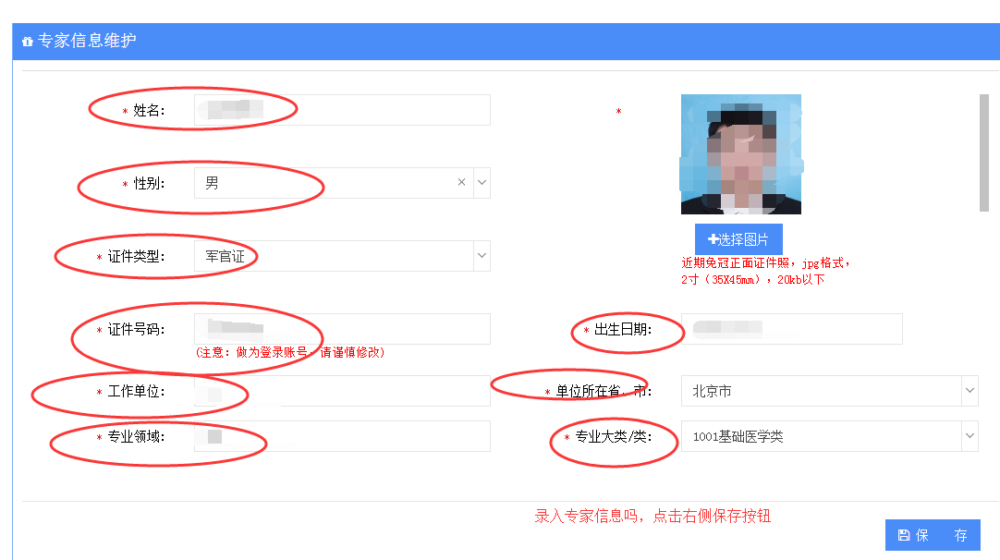 专家信息维护
* 姓名:
*
* 性别: 男 ×
* 证件类型: 军官证
+选择图片
近期免冠正面证件照, jpg格式,
2寸（35X45mm）, 20kb以下
* 证件号码:
(注意: 做为登录账号, 请谨慎修改)
* 出生日期:
* 工作单位:
* 单位所在省、市: 北京市
* 专业领域:
* 专业大类/类: 1001基础医学类
录入专家信息吗，点击右侧保存按钮
保 存